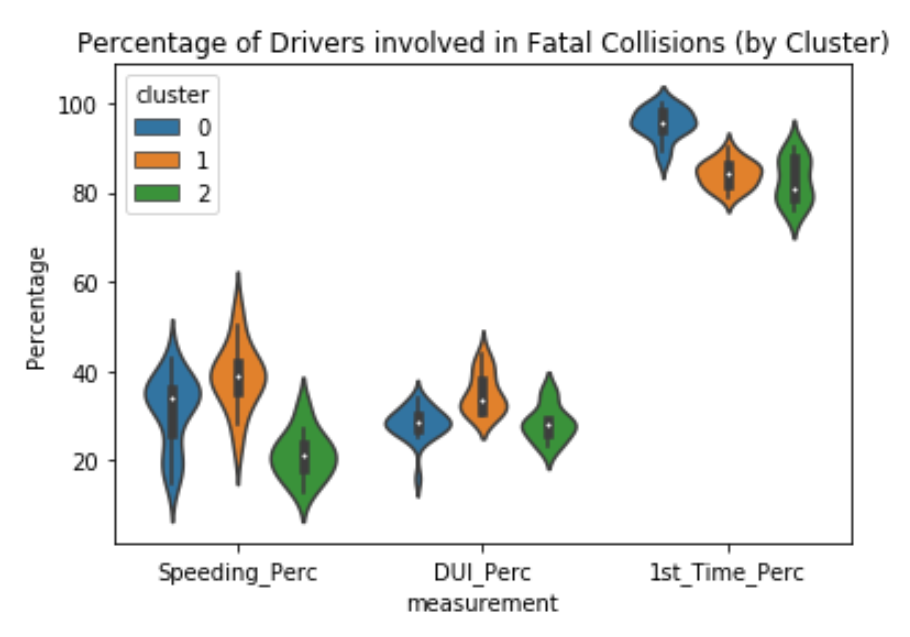 Percentage of Drivers involved in Fatal Collisions (by Cluster)
cluster
0
1
2
100
80
60
40
20
Percentage
Speeding_Perc DUI_Perc 1st_Time_Perc
measurement